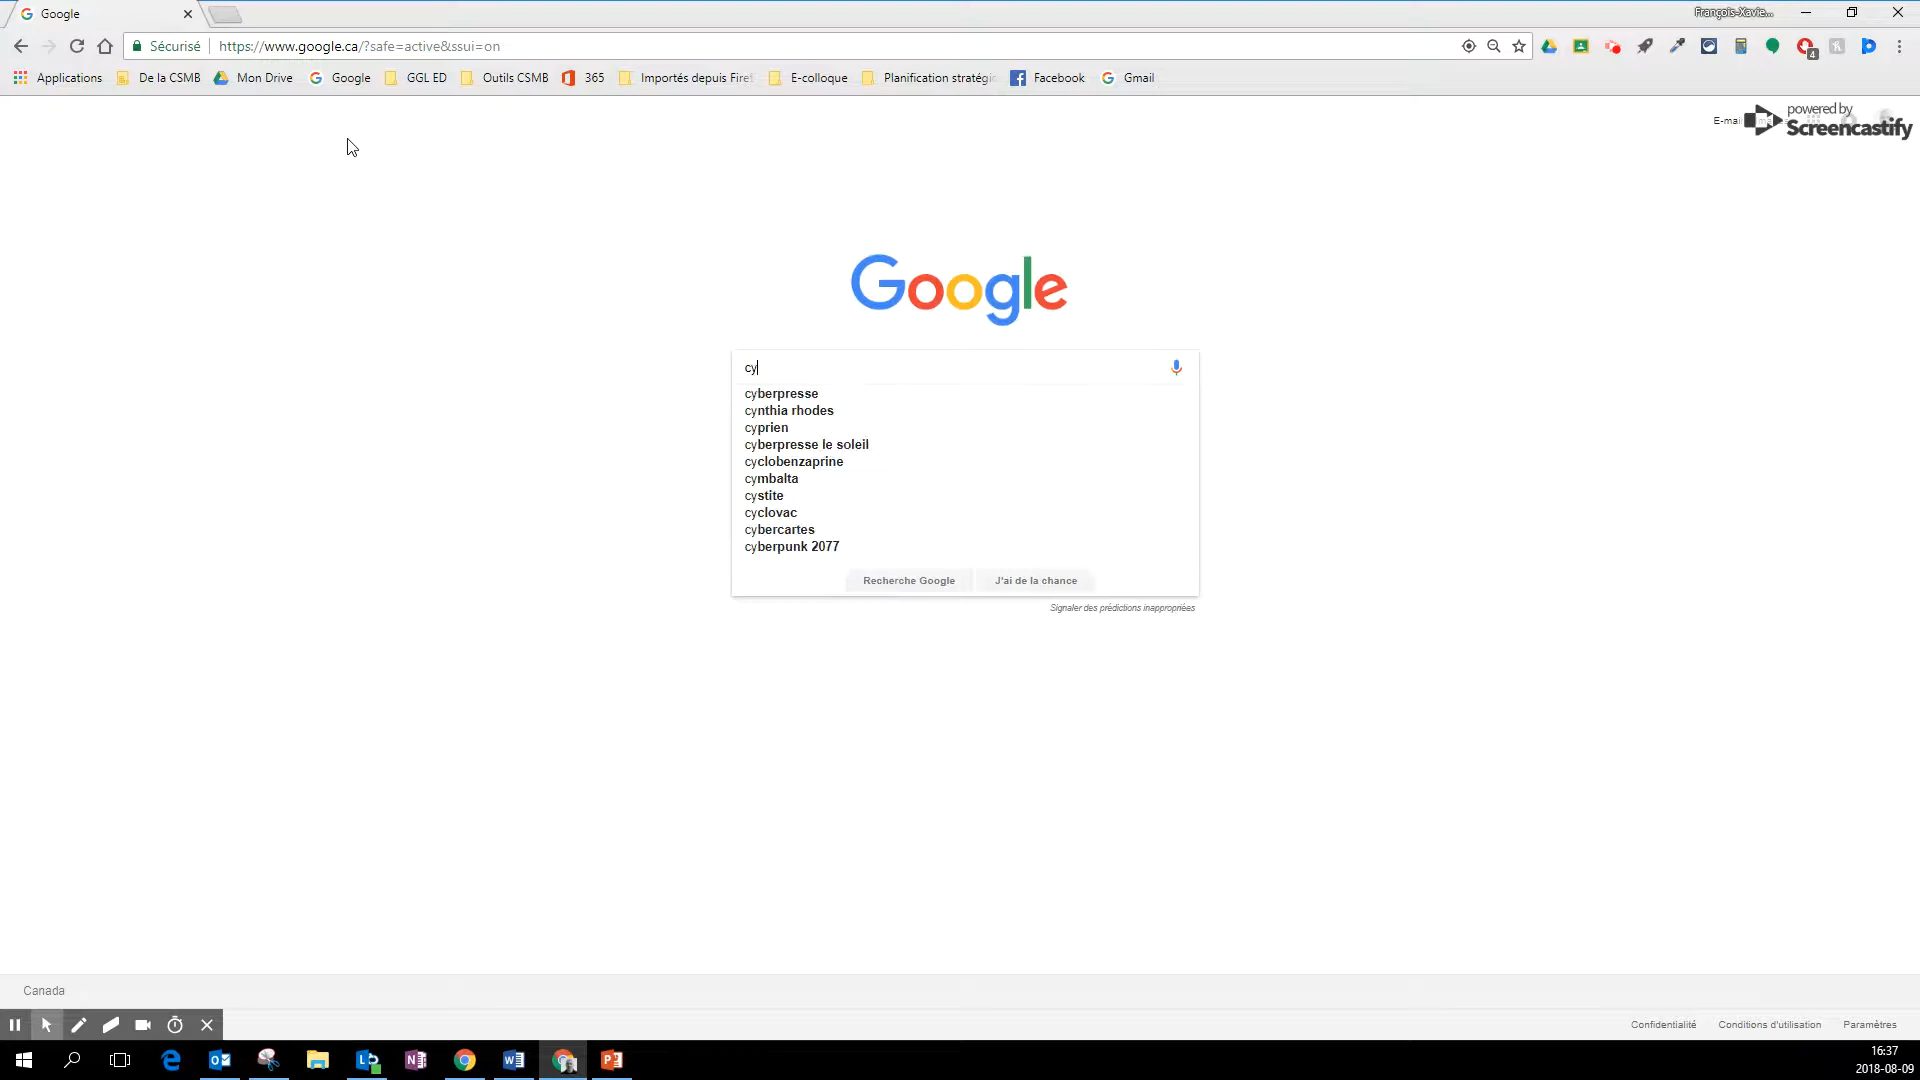 Google
François-Xavie...
Sécurisé https://www.google.ca/?safe=active&ssui=on
4
Applications De la CSMB Mon Drive Google GGL ED Outils CSMB 365 Importés depuis Fire E-colloque Planification stratégi Facebook Gmail
powered by
E-mai Screencastify
Google
cy
cyberpresse
cynthia rhodes
cyprien
cyberpresse le soleil
cyclobenzaprine
cymbalta
cystite
cyclovac
cybercartes
cyberpunk 2077
Recherche Google J'ai de la chance
Signaler des prédictions inappropriées
Canada
Confidentialité Conditions d'utilisation Paramètres
16:37
2018-08-09